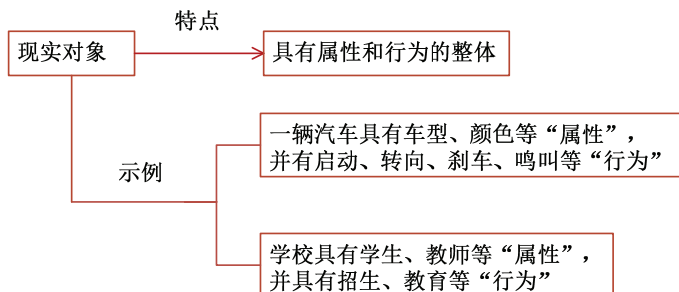 特点
现实对象
具有属性和行为的整体
一辆汽车具有车型、颜色等“属性”，
并有启动、转向、刹车、鸣叫等“行为”
示例
学校具有学生、教师等“属性”，
并具有招生、教育等“行为”